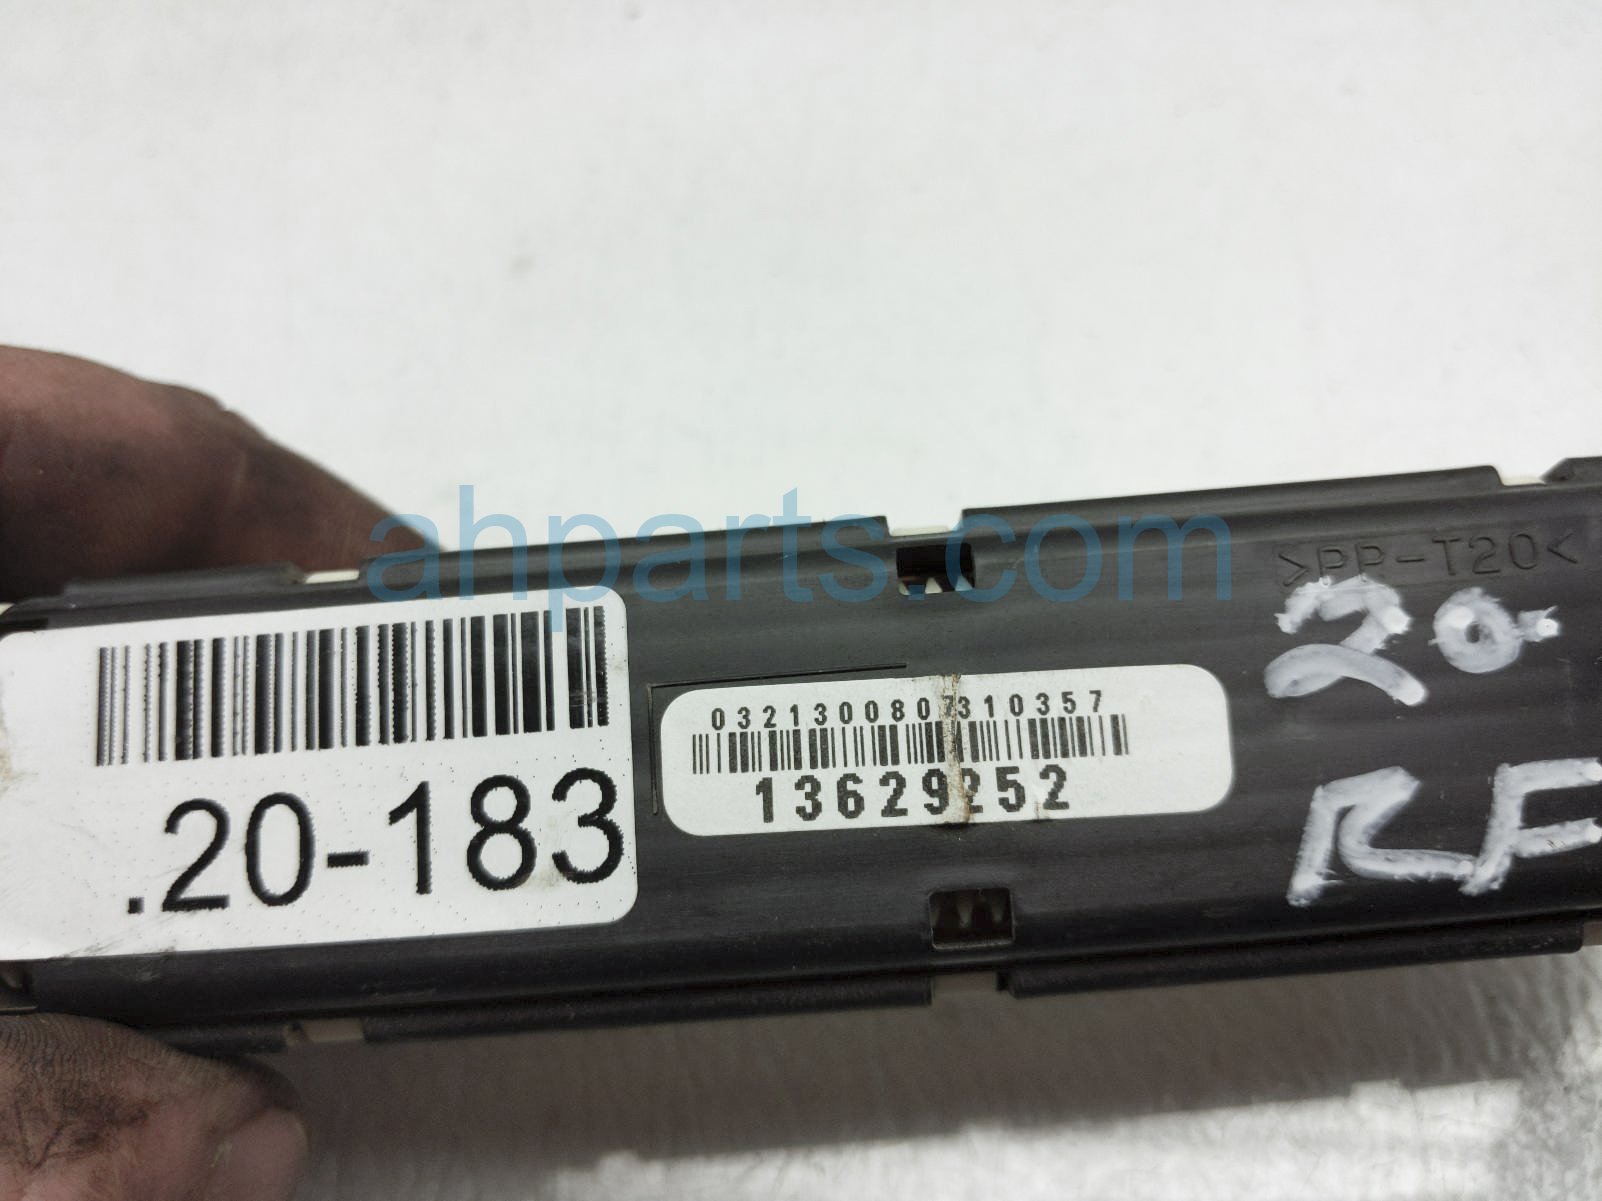 ahparts.com
>PP-T20<
20.
RF
0321300807310357
13629252
.20-183